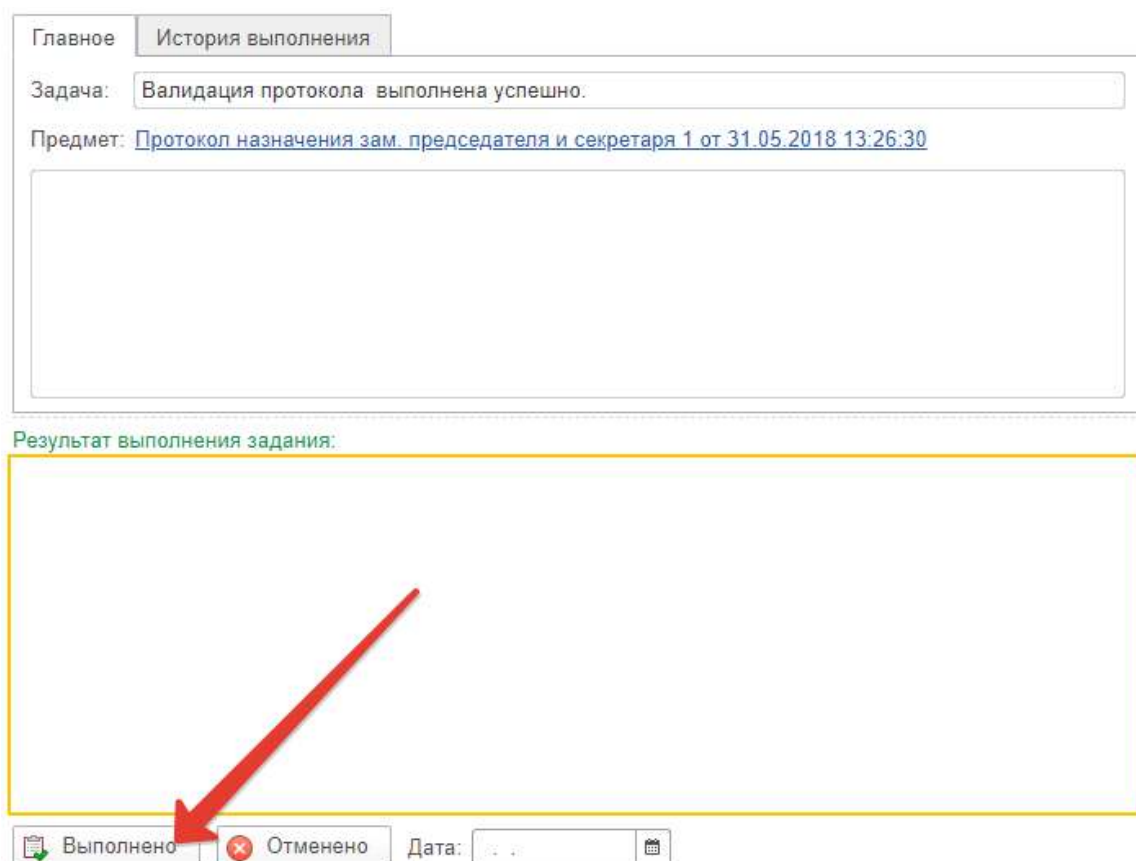 Главное История выполнения
Задача: Валидация протокола выполнена успешно.
Предмет: Протокол назначения зам. председателя и секретаря 1 от 31.05.2018 13:26:30
Результат выполнения задания:
Выполнено Отменено Дата: . .